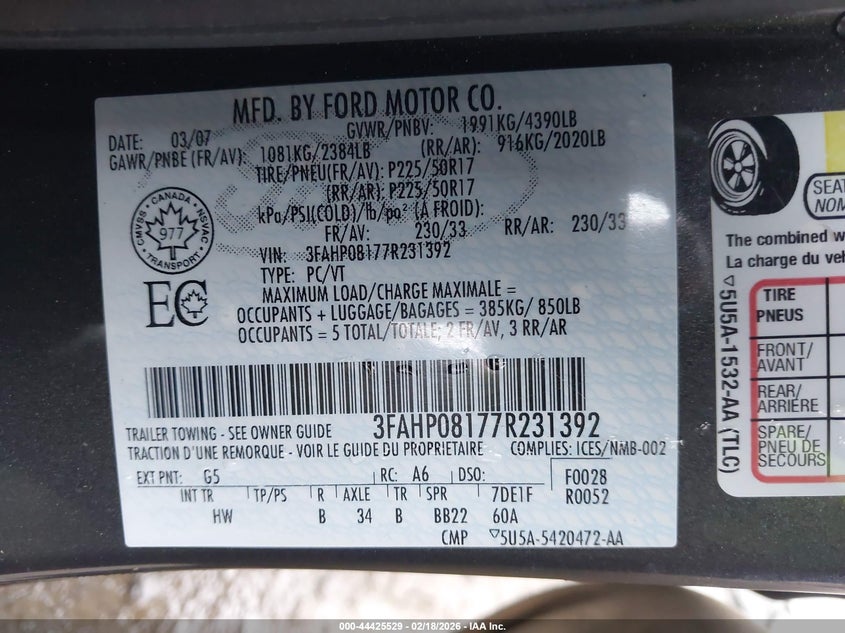 MFD. BY FORD MOTOR CO.
DATE: 03/07 GVWR/PNBV: 1991KG/4390LB
GAWR/PNBE (FR/AV): 1081KG/2384LB (RR/AR): 916KG/2020LB
TIRE/PNEU(FR/AV): P225/50R17
(RR/AR): P225/50R17
kPa/PSI(COLD)/lb/po² (À FROID):
FR/AV: 230/33 RR/AR: 230/33
VIN: 3FAHP08177R231392
TYPE: PC/VT
MAXIMUM LOAD/CHARGE MAXIMALE =
OCCUPANTS + LUGGAGE/BAGAGES = 385KG/ 850LB
OCCUPANTS = 5 TOTAL/TOTALE; 2 FR/AV, 3 RR/AR
CANADA
CMVSS NSVAC
977
TRANSPORT
EC
3FAHP08177R231392
TRAILER TOWING - SEE OWNER GUIDE
TRACTION D'UNE REMORQUE - VOIR LE GUIDE DU PROPRIETAIRE COMPLIES: ICES/NMB-002
EXT PNT: G5 RC: A6 DSO: F0028
INT TR TP/PS R AXLE TR SPR 7DE1F R0052
HW B 34 B BB22 60A
CMP 5U5A-5420472-AA
SEAT
NOM
The combined w
La charge du veh
TIRE
PNEUS
FRONT/
AVANT
REAR/
ARRIÈRE
SPARE/
PNEU DE
SECOURS
5U5A-1532-AA (TLC)
000-44425529 - 02/18/2026 - IAA Inc.